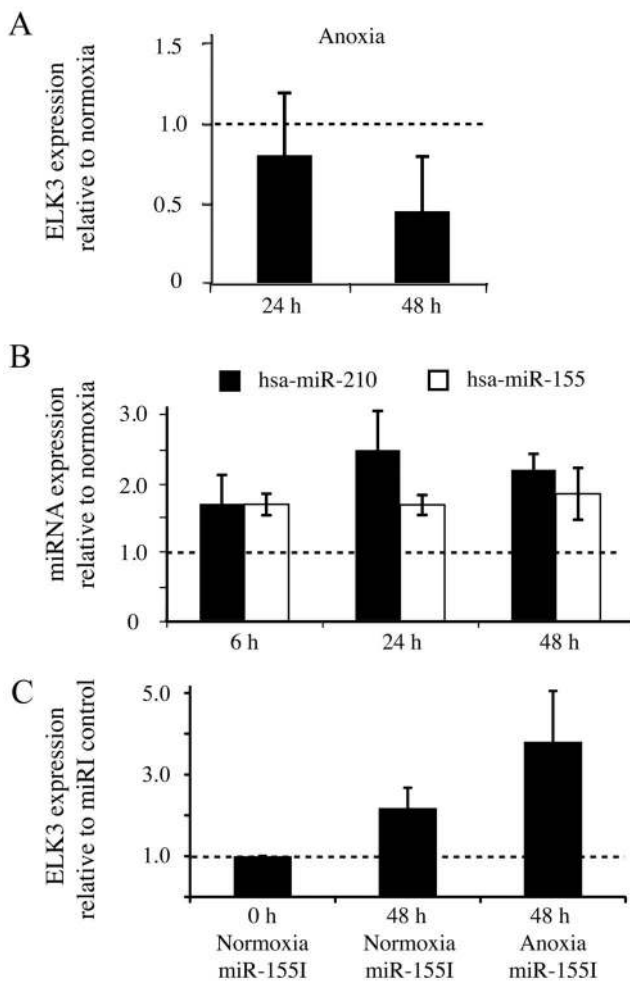 A
Anoxia
ELK3 expression
relative to normoxia
1.5
1.0
0.5
0
24 h
48 h
B
hsa-miR-210
hsa-miR-155
miRNA expression
relative to normoxia
3.0
2.0
1.0
0
6 h
24 h
48 h
C
ELK3 expression
relative to miRI control
5.0
3.0
1.0
0 h
48 h
48 h
Normoxia
Normoxia
Anoxia
miR-155I
miR-155I
miR-155I